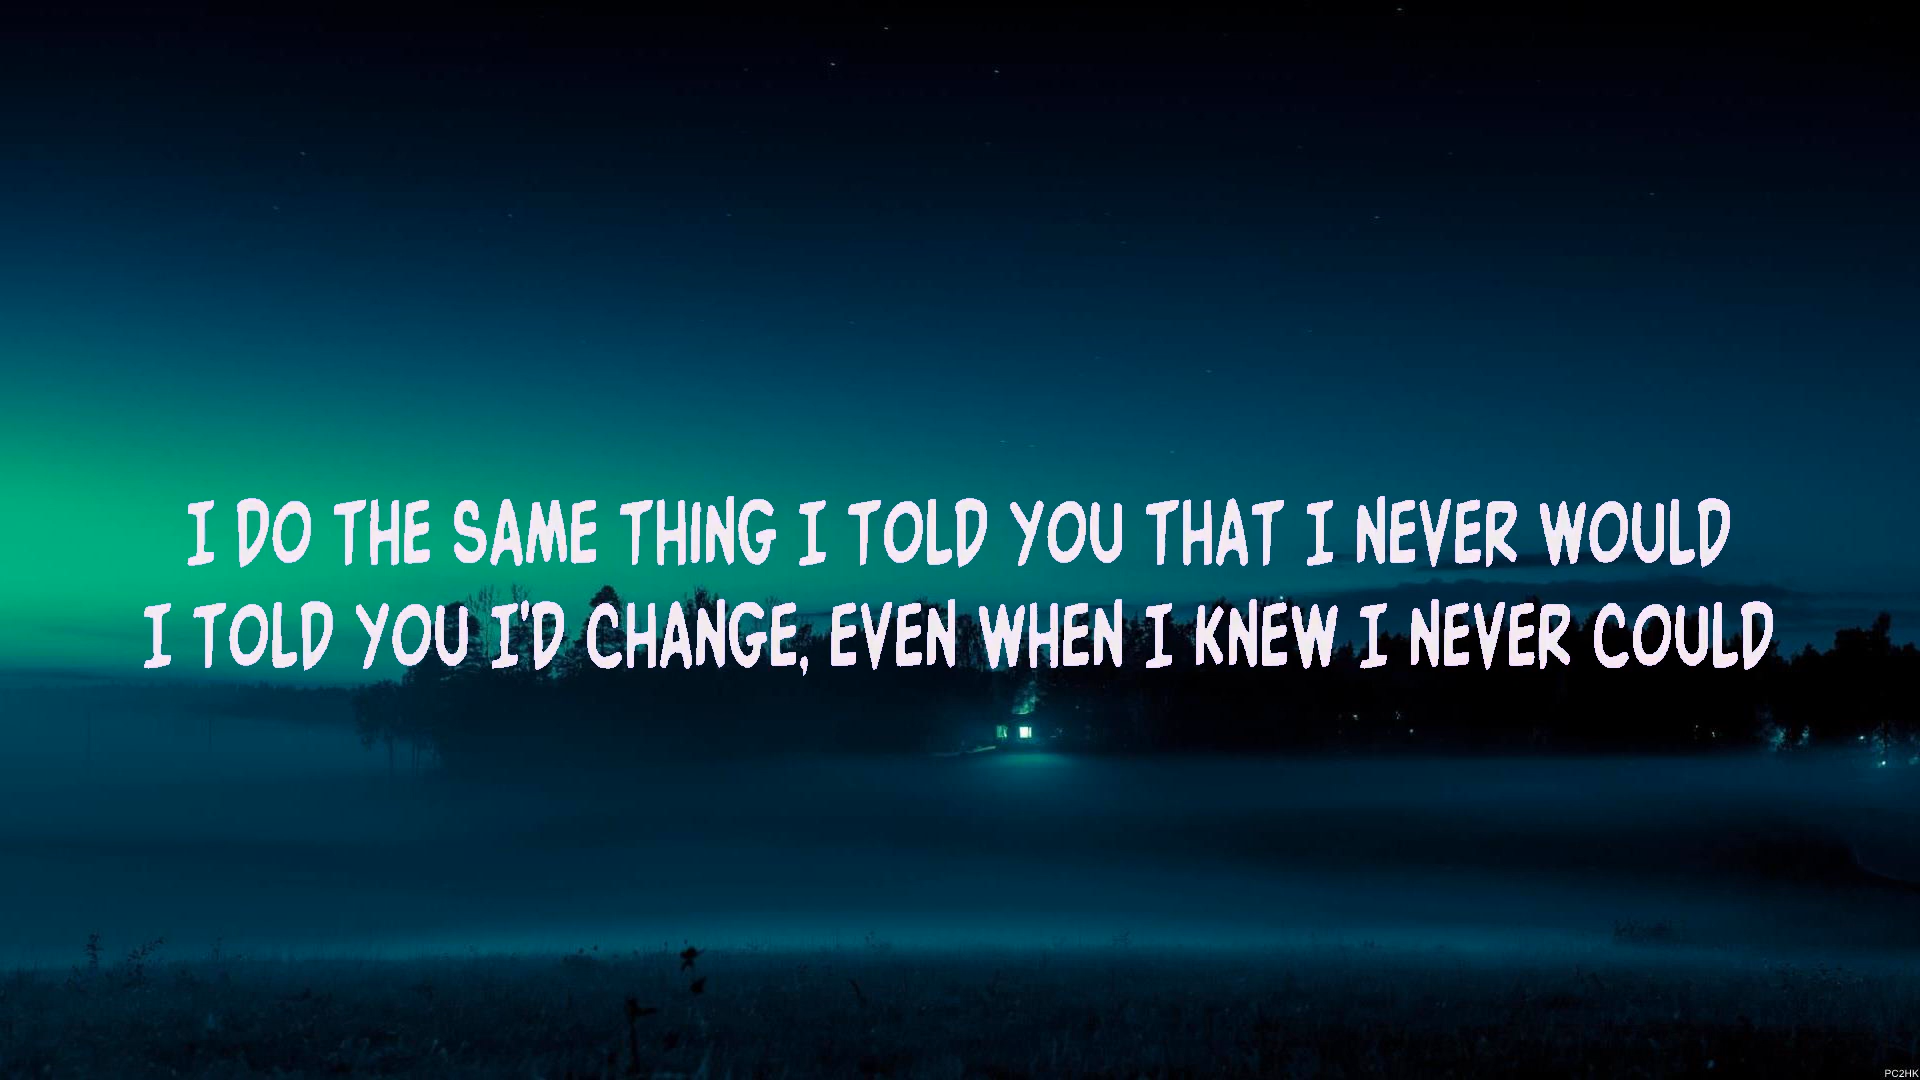 I DO THE SAME THING I TOLD YOU THAT I NEVER WOULD
I TOLD YOU I'D CHANGE, EVEN WHEN I KNEW I NEVER COULD
PC2HK